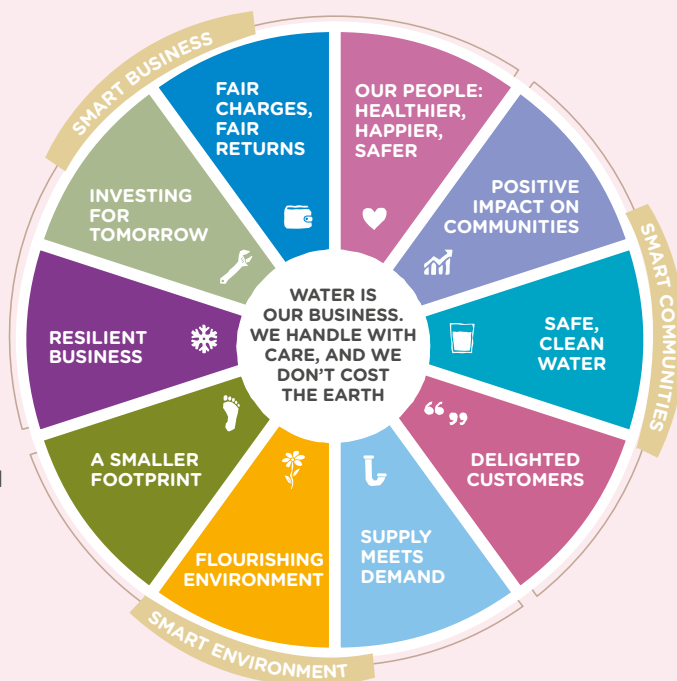 SMART BUSINESS
FAIR
CHARGES,
FAIR
RETURNS
OUR PEOPLE:
HEALTHIER,
HAPPIER,
SAFER
POSITIVE
IMPACT ON
COMMUNITIES
SMART COMMUNITIES
SAFE,
CLEAN
WATER
DELIGHTED
CUSTOMERS
SUPPLY
MEETS
DEMAND
FLOURISHING
ENVIRONMENT
SMART ENVIRONMENT
A SMALLER
FOOTPRINT
RESILIENT
BUSINESS
INVESTING
FOR
TOMORROW
WATER IS
OUR BUSINESS.
WE HANDLE WITH
CARE, AND WE
DON’T COST
THE EARTH